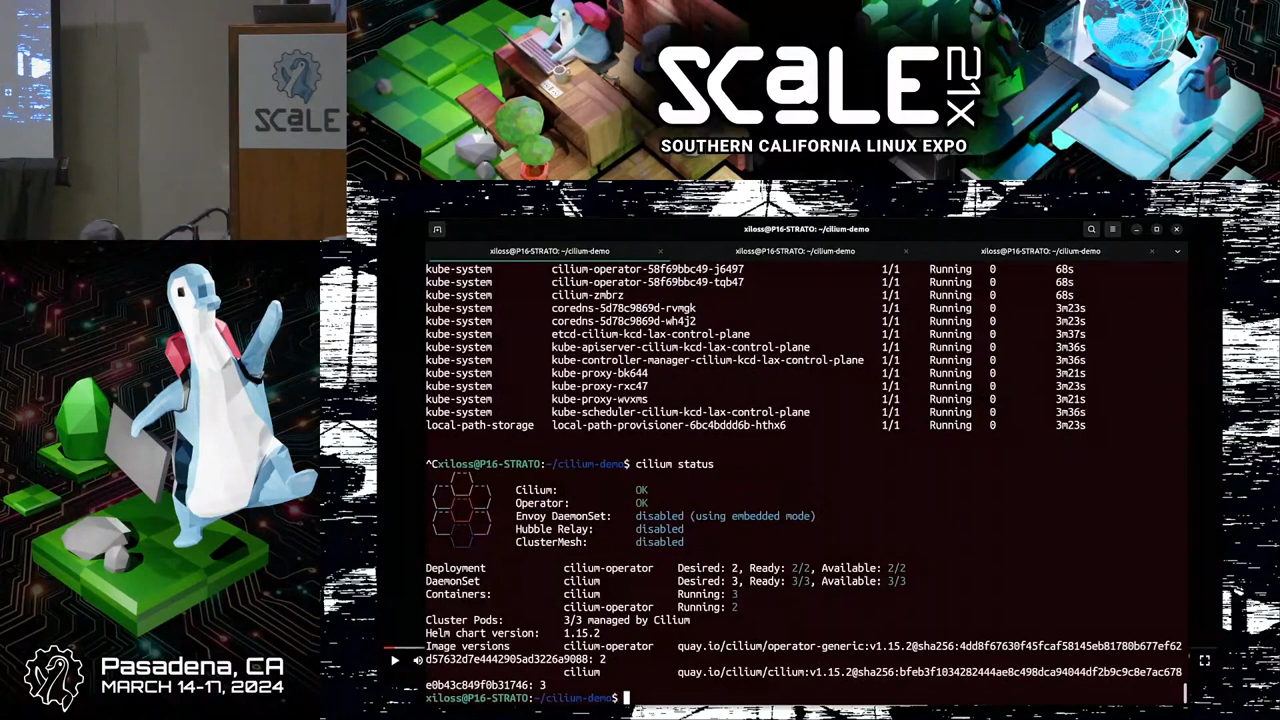 SCALE
SCaLE 21X
SOUTHERN CALIFORNIA LINUX EXPO
xiloss@P16-STRATO: ~/cilium-demo
xiloss@P16-STRATO: ~/cilium-demo
xiloss@P16-STRATO: ~/cilium-demo
xiloss@P16-STRATO: ~/cilium-demo
kube-system cilium-operator-58f69bbc49-j6497 1/1 Running 0 68s
kube-system cilium-operator-58f69bbc49-tqb47 1/1 Running 0 68s
kube-system cilium-zmbrz 1/1 Running 0 68s
kube-system coredns-5d78c9869d-rvmgk 1/1 Running 0 3m23s
kube-system coredns-5d78c9869d-wh4j2 1/1 Running 0 3m23s
kube-system etcd-cilium-kcd-lax-control-plane 1/1 Running 0 3m37s
kube-system kube-apiserver-cilium-kcd-lax-control-plane 1/1 Running 0 3m36s
kube-system kube-controller-manager-cilium-kcd-lax-control-plane 1/1 Running 0 3m36s
kube-system kube-proxy-bk644 1/1 Running 0 3m21s
kube-system kube-proxy-rxc47 1/1 Running 0 3m23s
kube-system kube-proxy-wvxms 1/1 Running 0 3m21s
kube-system kube-scheduler-cilium-kcd-lax-control-plane 1/1 Running 0 3m36s
local-path-storage local-path-provisioner-6bc4bddd6b-hthx6 1/1 Running 0 3m23s
^Cxiloss@P16-STRATO:~/cilium-demo$ cilium status
Cilium: OK
Operator: OK
Envoy DaemonSet: disabled (using embedded mode)
Hubble Relay: disabled
ClusterMesh: disabled
Deployment cilium-operator Desired: 2, Ready: 2/2, Available: 2/2
DaemonSet cilium Desired: 3, Ready: 3/3, Available: 3/3
Containers: cilium Running: 3
cilium-operator Running: 2
Cluster Pods: 3/3 managed by Cilium
Helm chart version: 1.15.2
Image versions cilium-operator quay.io/cilium/operator-generic:v1.15.2@sha256:4dd8f67630f45fcaf58145eb81780b677ef62
d57632d7e4442905ad3226a9088: 2
cilium quay.io/cilium/cilium:v1.15.2@sha256:bfeb3f1034282444ae8c498dca94044df2b9c9c8e7ac678
e0b43c849f0b31746: 3
xiloss@P16-STRATO:~/cilium-demo$
Pasadena, CA
MARCH 14-17, 2024